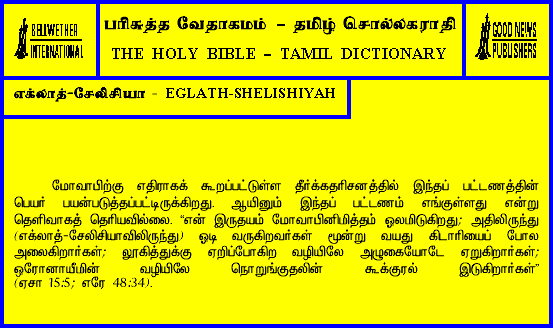 BELLWETHER
INTERNATIONAL
பரிசுத்த வேதாகமம் – தமிழ் சொல்லகராதி
THE HOLY BIBLE – TAMIL DICTIONARY
GOOD NEWS
PUBLISHERS
எக்லாத்-சேலிசியா - EGLATH-SHELISHIYAH
மோவாபிற்கு எதிராகக் கூறப்பட்டுள்ள தீர்க்கதரிசனத்தில் இந்தப் பட்டணத்தின்
பெயர் பயன்படுத்தப்பட்டிருக்கிறது. ஆயினும் இந்தப் பட்டணம் எங்குள்ளது என்று
தெளிவாகத் தெரியவில்லை. “என் இருதயம் மோவாபினிமித்தம் ஓலமிடுகிறது; அதிலிருந்து
(எக்லாத்-சேலிசியாவிலிருந்து) ஓடி வருகிறவர்கள் மூன்று வயது கிடாரியைப் போல
அலைகிறார்கள்; லூகித்துக்கு ஏறிப்போகிற வழியிலே அழுகையோடே ஏறுகிறார்கள்;
ஒரோனாயீமின் வழியிலே நொறுங்குதலின் கூக்குரல் இடுகிறார்கள்”
(ஏசா 15:5; எரே 48:34).